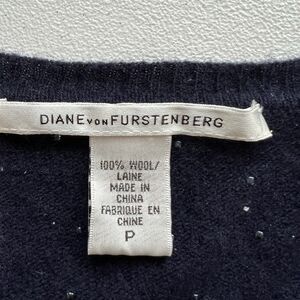 DIANE VON FURSTENBERG
100% WOOL/
LAINE
MADE IN
CHINA
FABRIQUE EN
CHINE
P